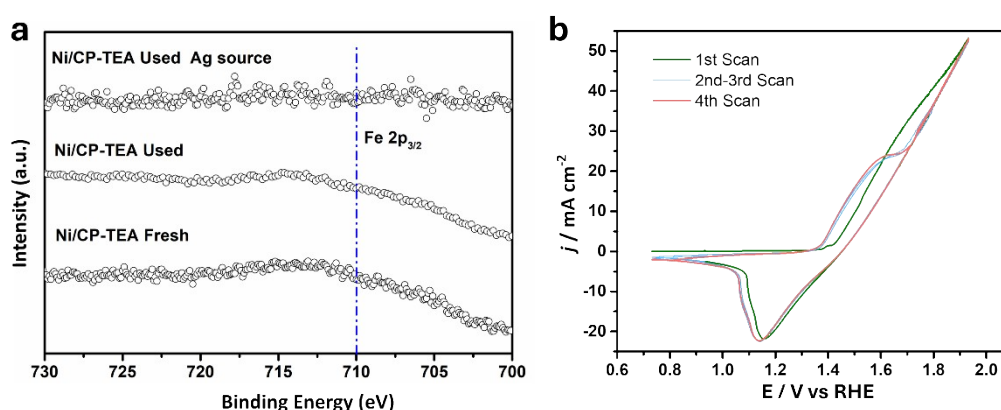 a
Ni/CP-TEA Used Ag source
Fe 2p3/2
Ni/CP-TEA Used
Ni/CP-TEA Fresh
Intensity (a.u.)
730 725 720 715 710 705 700
Binding Energy (eV)
b
1st Scan
2nd-3rd Scan
4th Scan
50
40
30
20
10
0
-10
-20
j / mA cm-2
0.6 0.8 1.0 1.2 1.4 1.6 1.8 2.0
E / V vs RHE